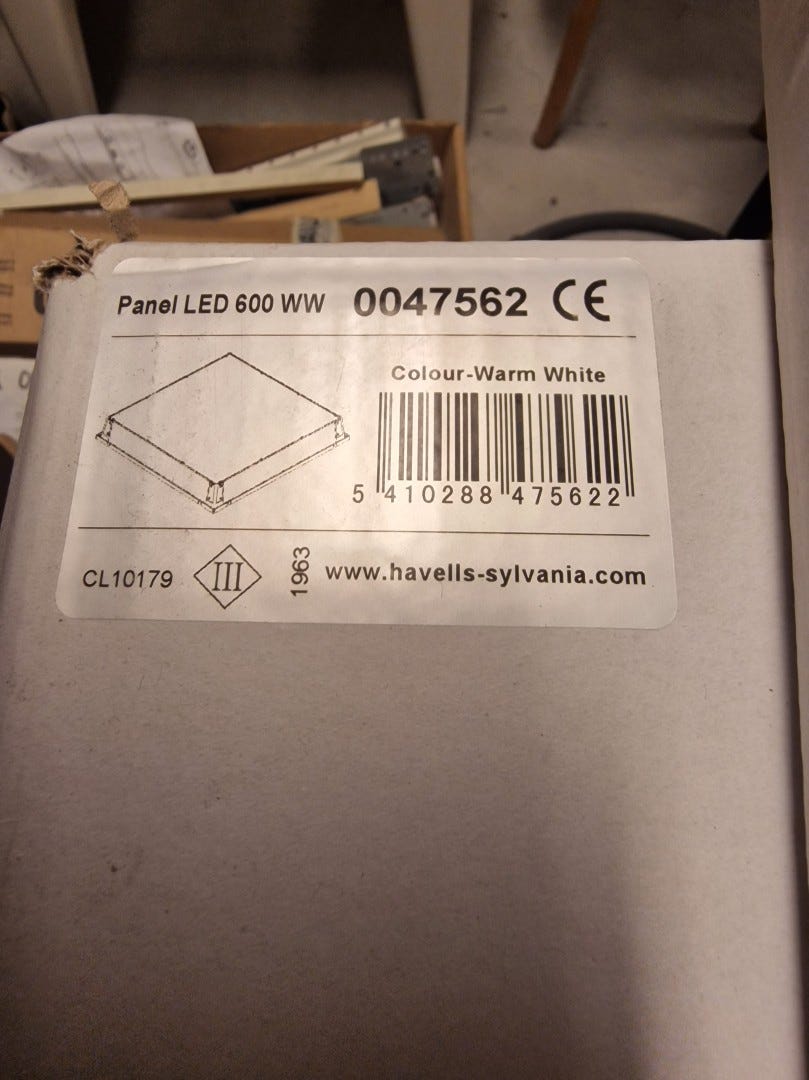 Panel LED 600 WW 0047562 CE
Colour-Warm White
5 410288 475622
CL10179 III 1963 www.havells-sylvania.com